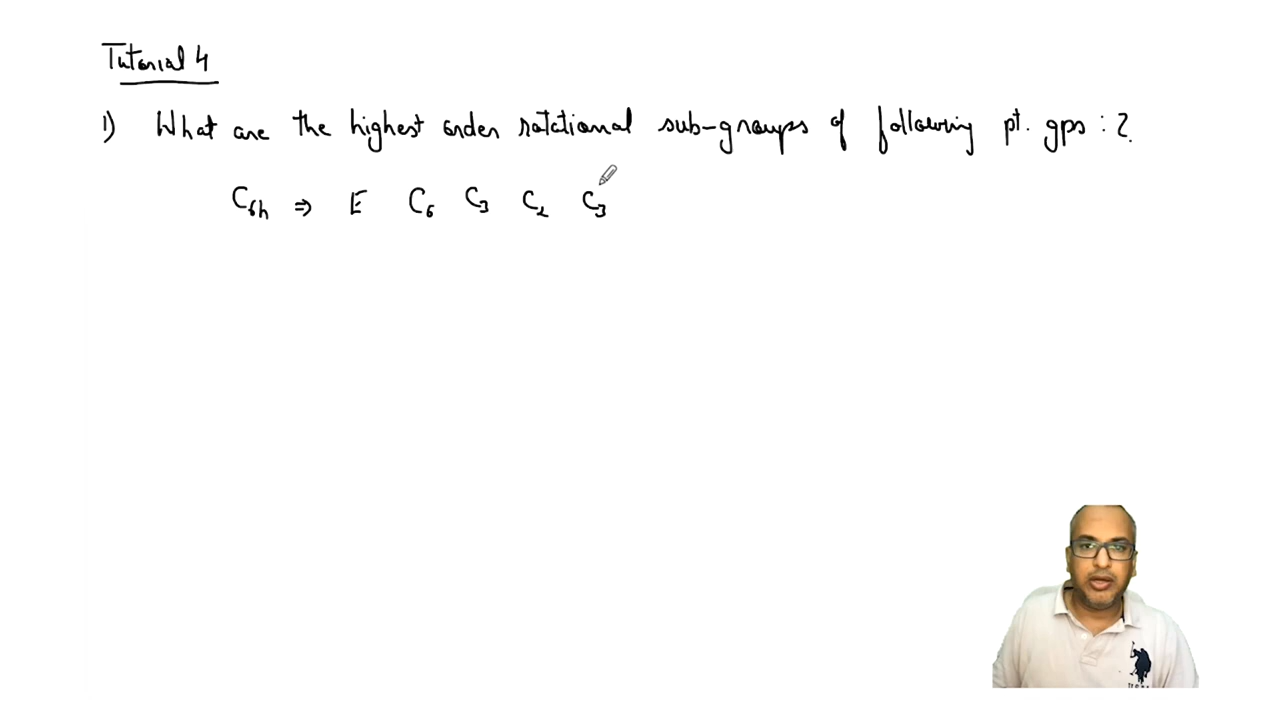 Tutorial 4
1) What are the highest order rotational sub-groups of following pt. gps : ?
C₆ₕ ⇒ E C₆ C₃ C₂ C₃